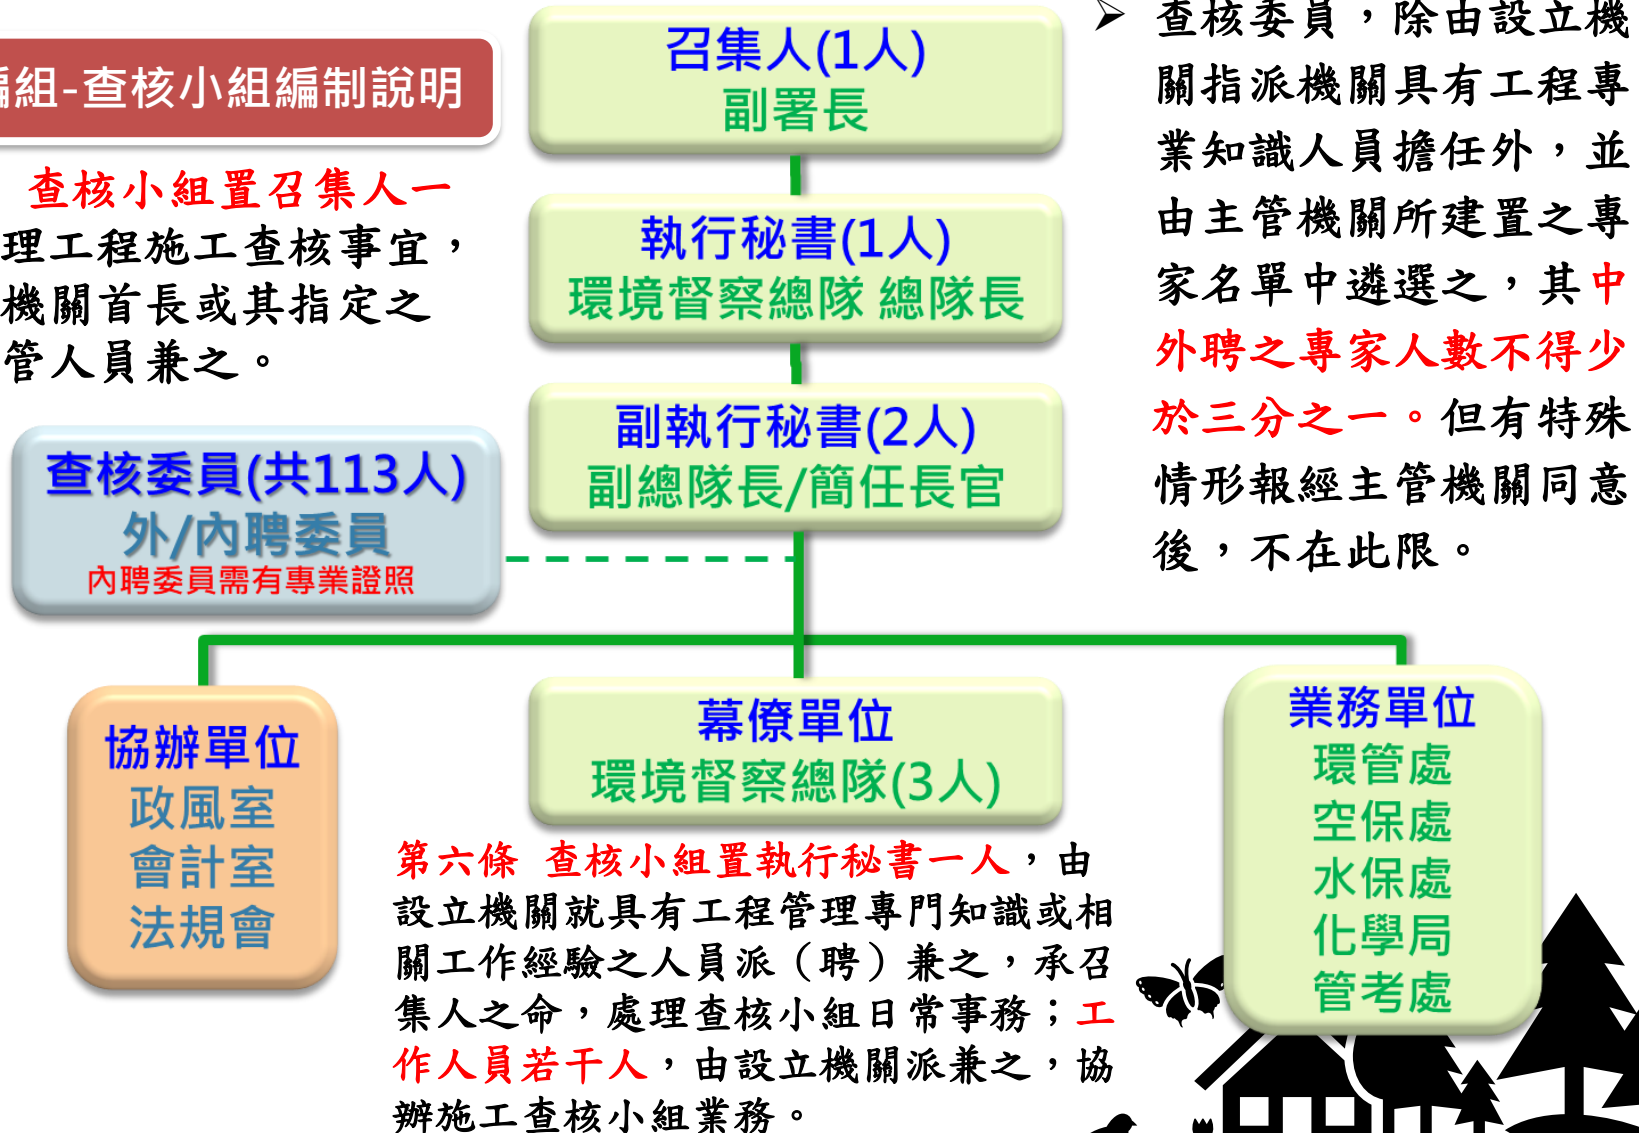 編組-查核小組編制說明
查核小組置召集人一
理工程施工查核事宜，
機關首長或其指定之
管人員兼之。
召集人(1人)
副署長
執行秘書(1人)
環境督察總隊 總隊長
副執行秘書(2人)
副總隊長/簡任長官
查核委員(共113人)
外/內聘委員
內聘委員需有專業證照
➢ 查核委員，除由設立機
關指派機關具有工程專
業知識人員擔任外，並
由主管機關所建置之專
家名單中遴選之，其中
外聘之專家人數不得少
於三分之一。但有特殊
情形報經主管機關同意
後，不在此限。
協辦單位
政風室
會計室
法規會
幕僚單位
環境督察總隊(3人)
業務單位
環管處
空保處
水保處
化學局
管考處
第六條 查核小組置執行秘書一人，由
設立機關就具有工程管理專門知識或相
關工作經驗之人員派（聘）兼之，承召
集人之命，處理查核小組日常事務；工
作人員若干人，由設立機關派兼之，協
辦施工查核小組業務。